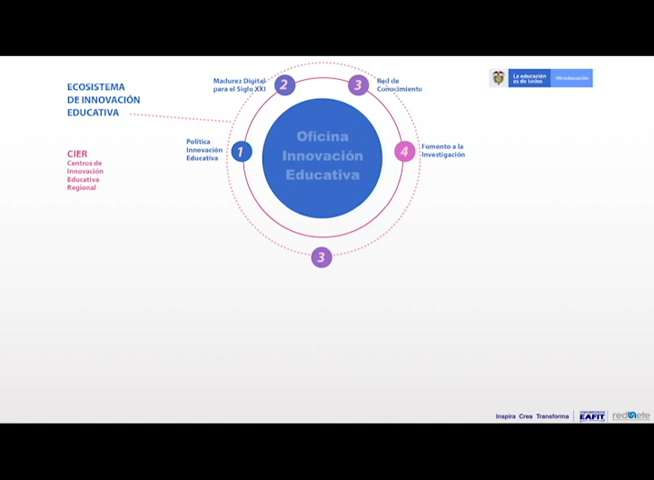 ECOSISTEMA
DE INNOVACIÓN
EDUCATIVA
CIER
Centros de
Innovación
Educativa
Regional
Madurez Digital
para el Siglo XXI
2
3
Red de
Conocimiento
Política
Innovación
Educativa
1
Oficina
Innovación
Educativa
4
Fomento a la
Investigación
3
La educación
es de todos
Mineducación
Inspira Crea Transforma
UNIVERSIDAD
EAFIT